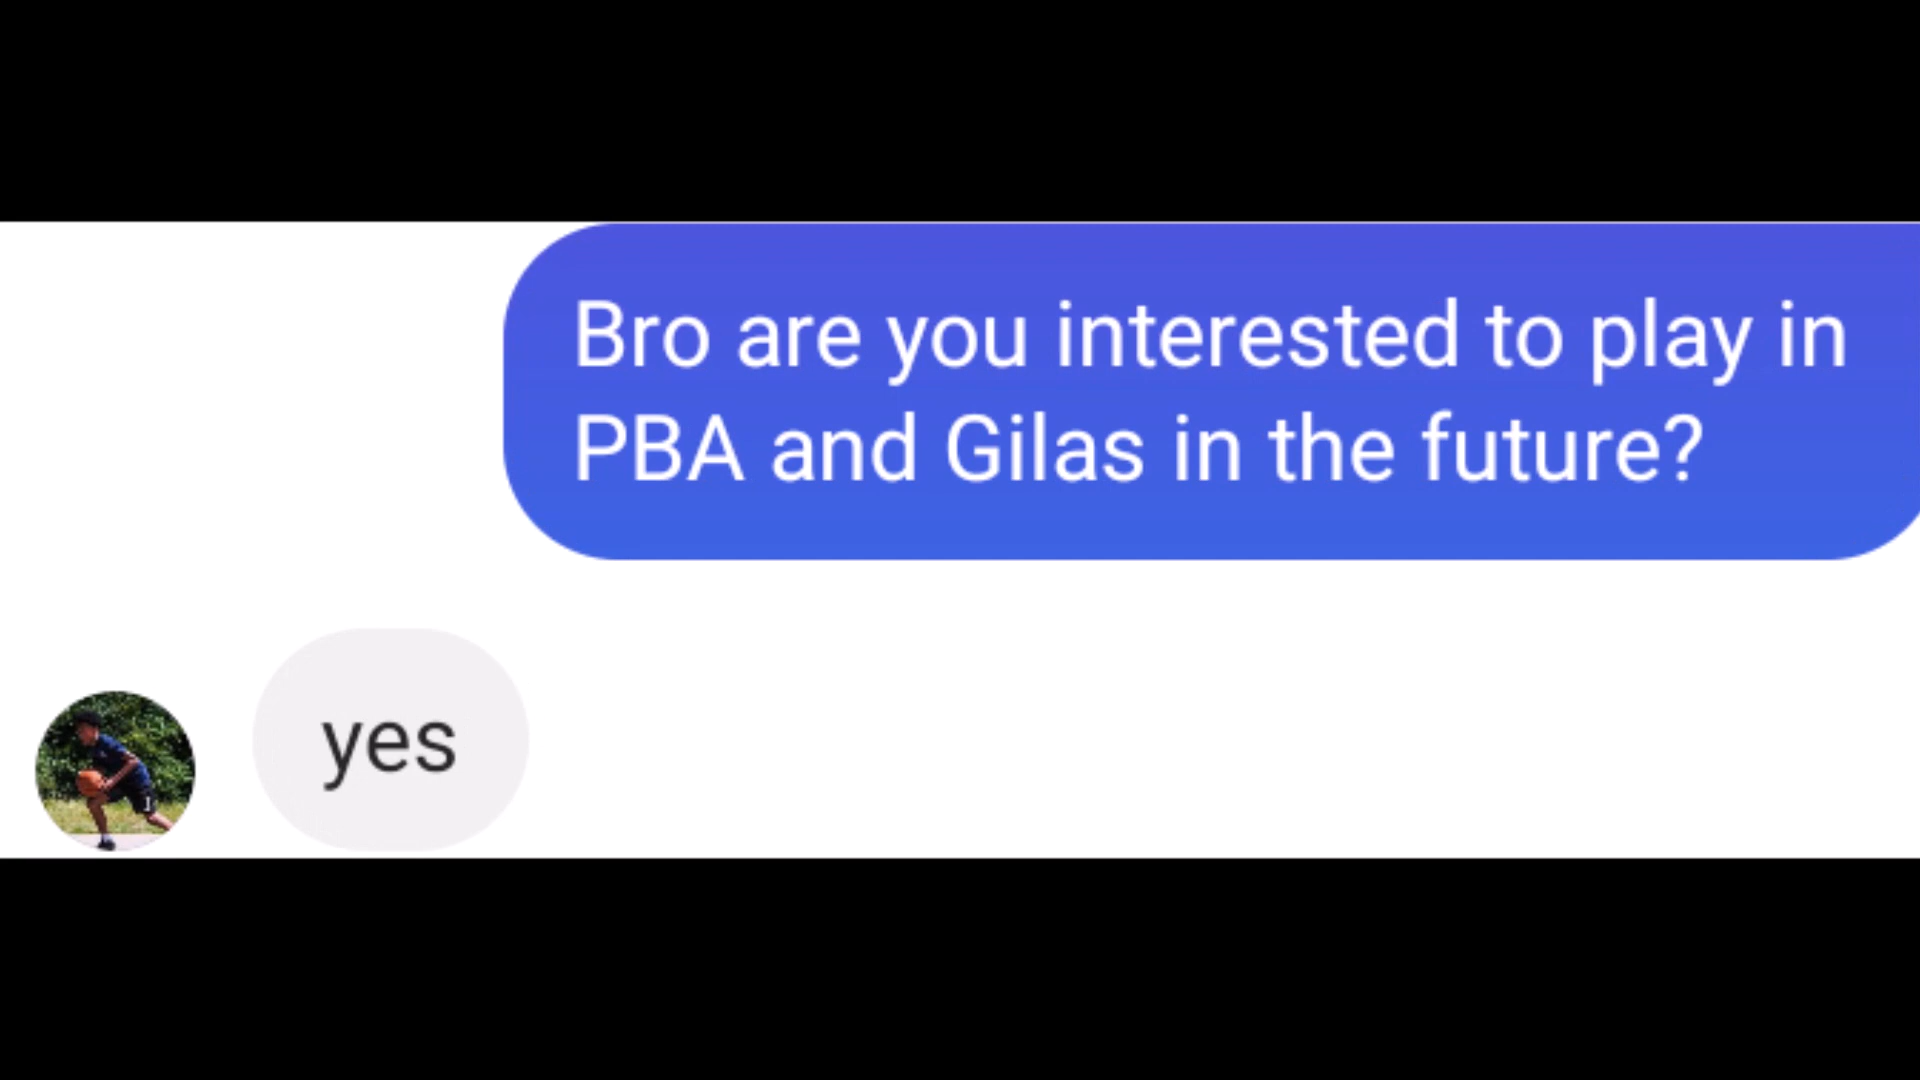 Bro are you interested to play in
PBA and Gilas in the future?
yes